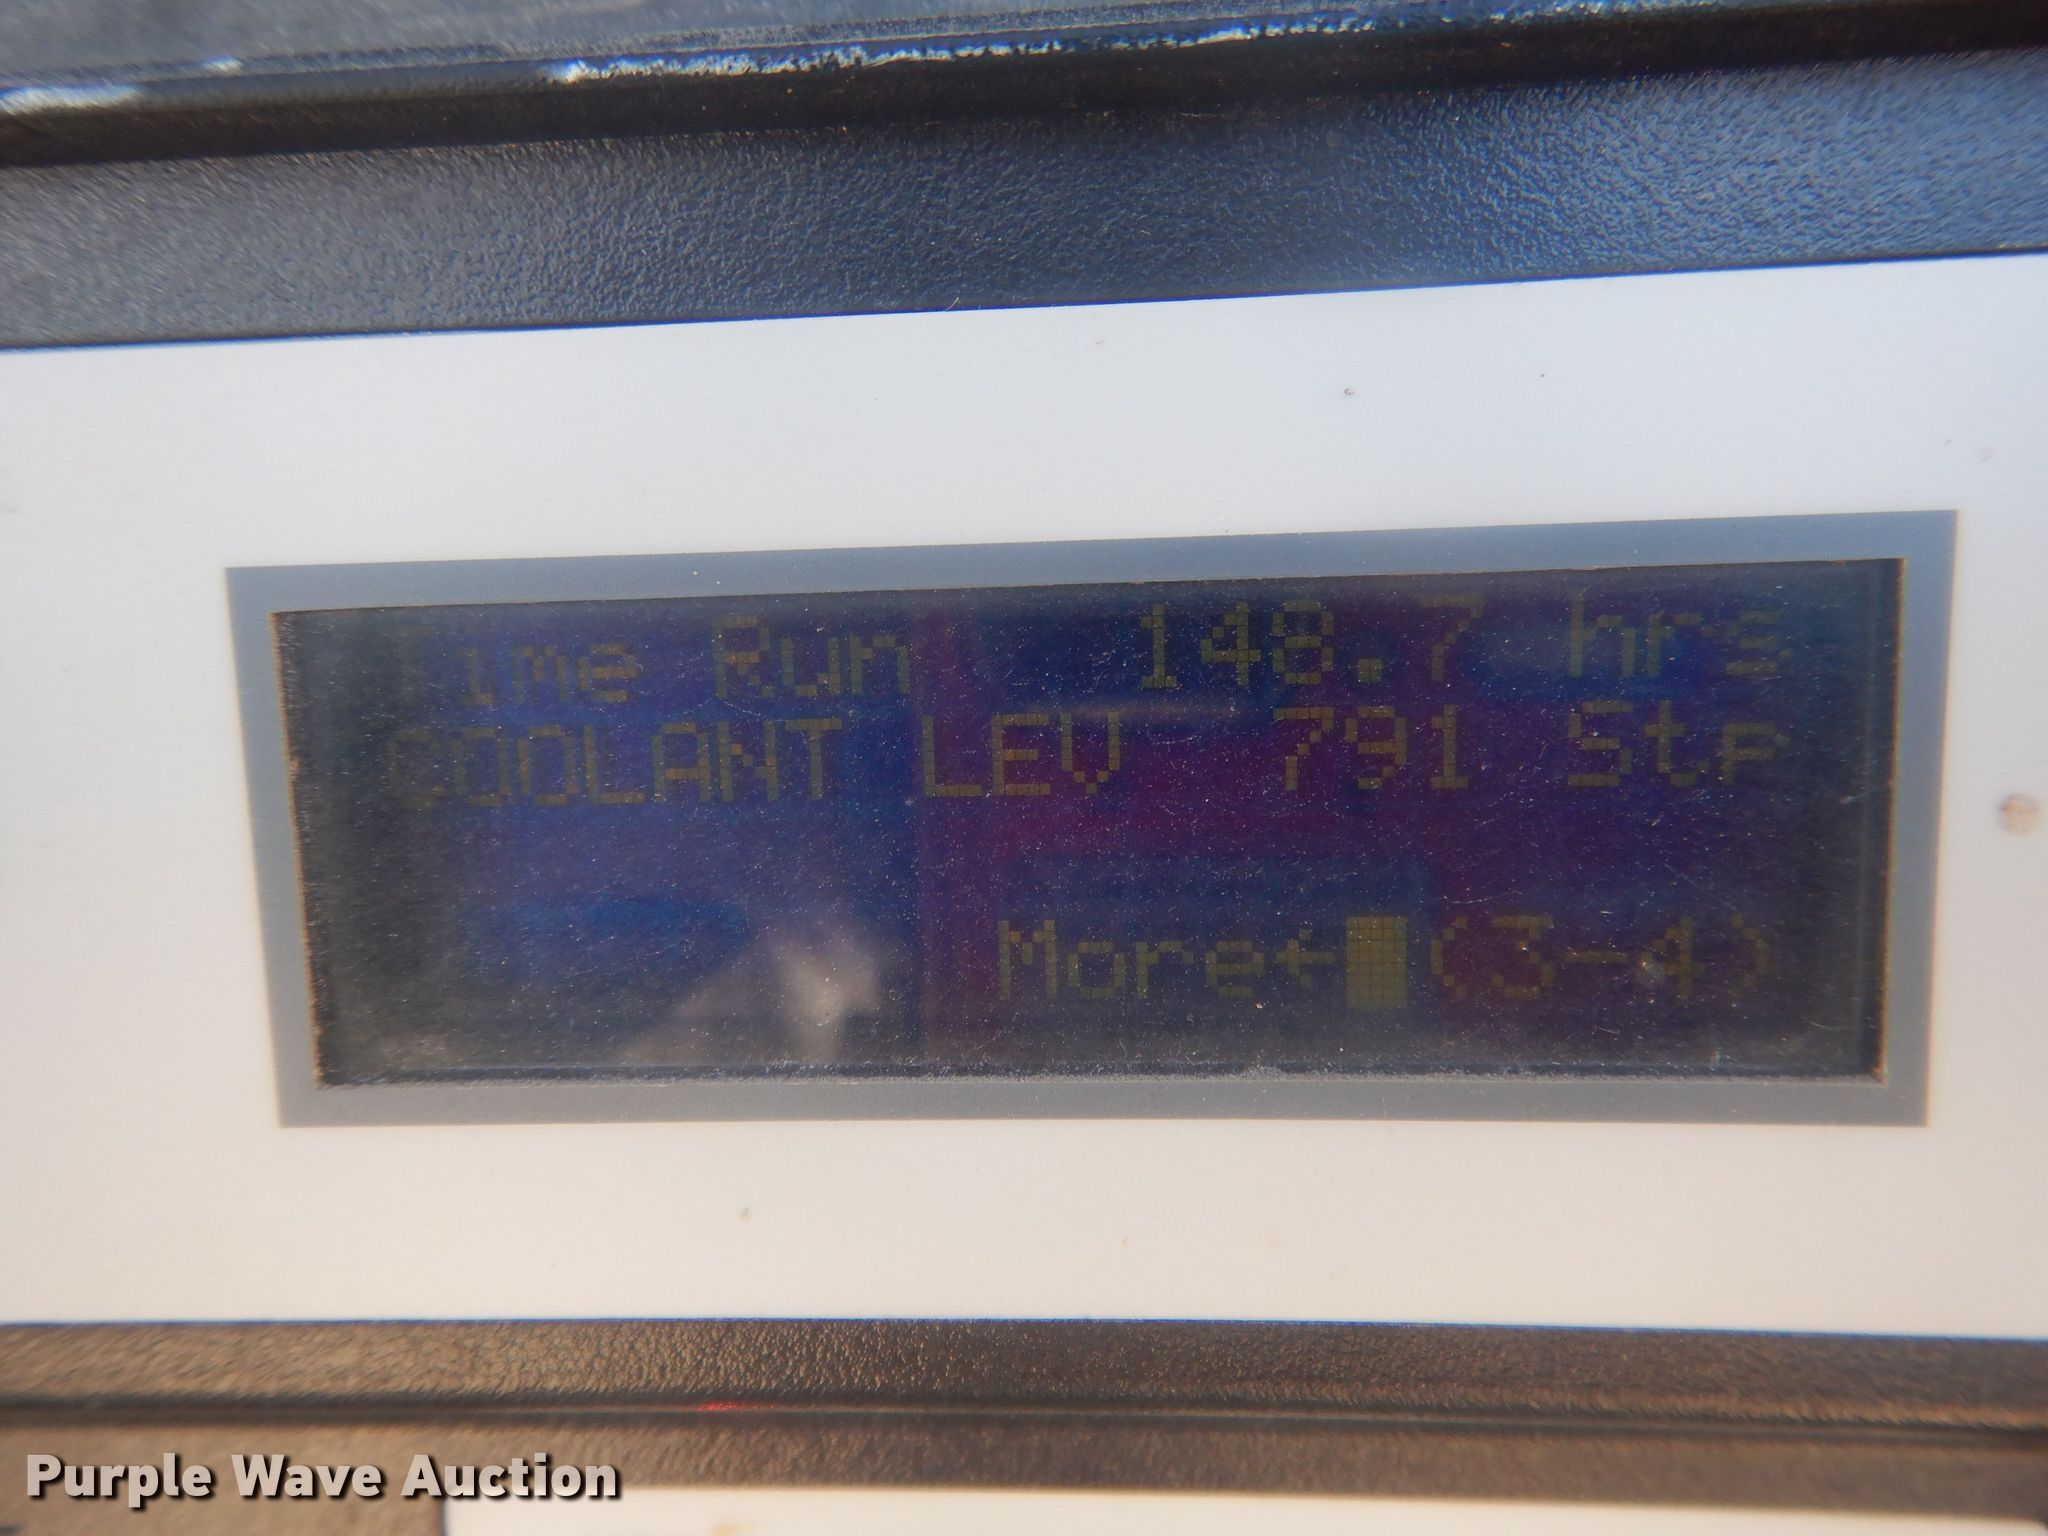 Time Run 148.7 hrs
COOLANT LEV 791 Stp
More←█(3-4)
Purple Wave Auction